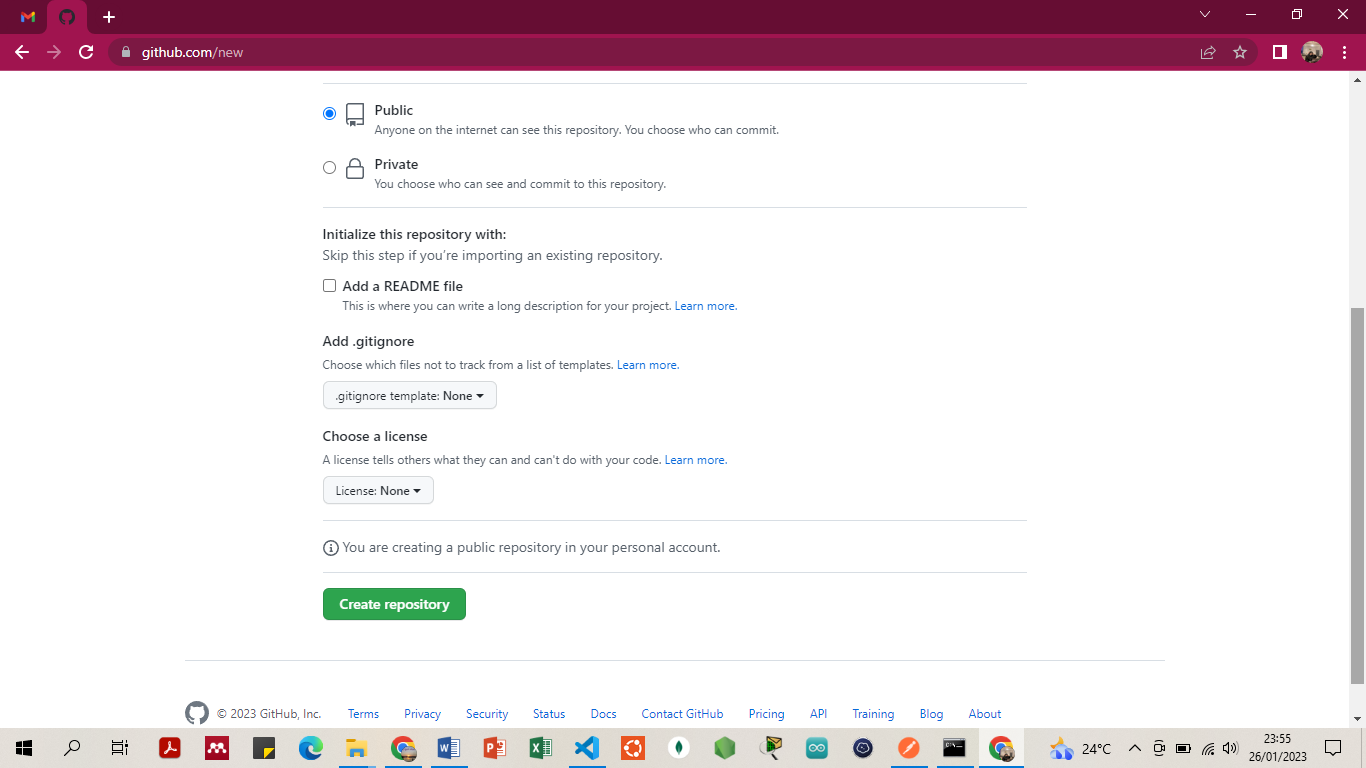 github.com/new
Public
Anyone on the internet can see this repository. You choose who can commit.
Private
You choose who can see and commit to this repository.
Initialize this repository with:
Skip this step if you're importing an existing repository.
Add a README file
This is where you can write a long description for your project. Learn more.
Add .gitignore
Choose which files not to track from a list of templates. Learn more.
.gitignore template: None
Choose a license
A license tells others what they can and can't do with your code. Learn more.
License: None
You are creating a public repository in your personal account.
Create repository
© 2023 GitHub, Inc. Terms Privacy Security Status Docs Contact GitHub Pricing API Training Blog About
24°C
23:55
26/01/2023